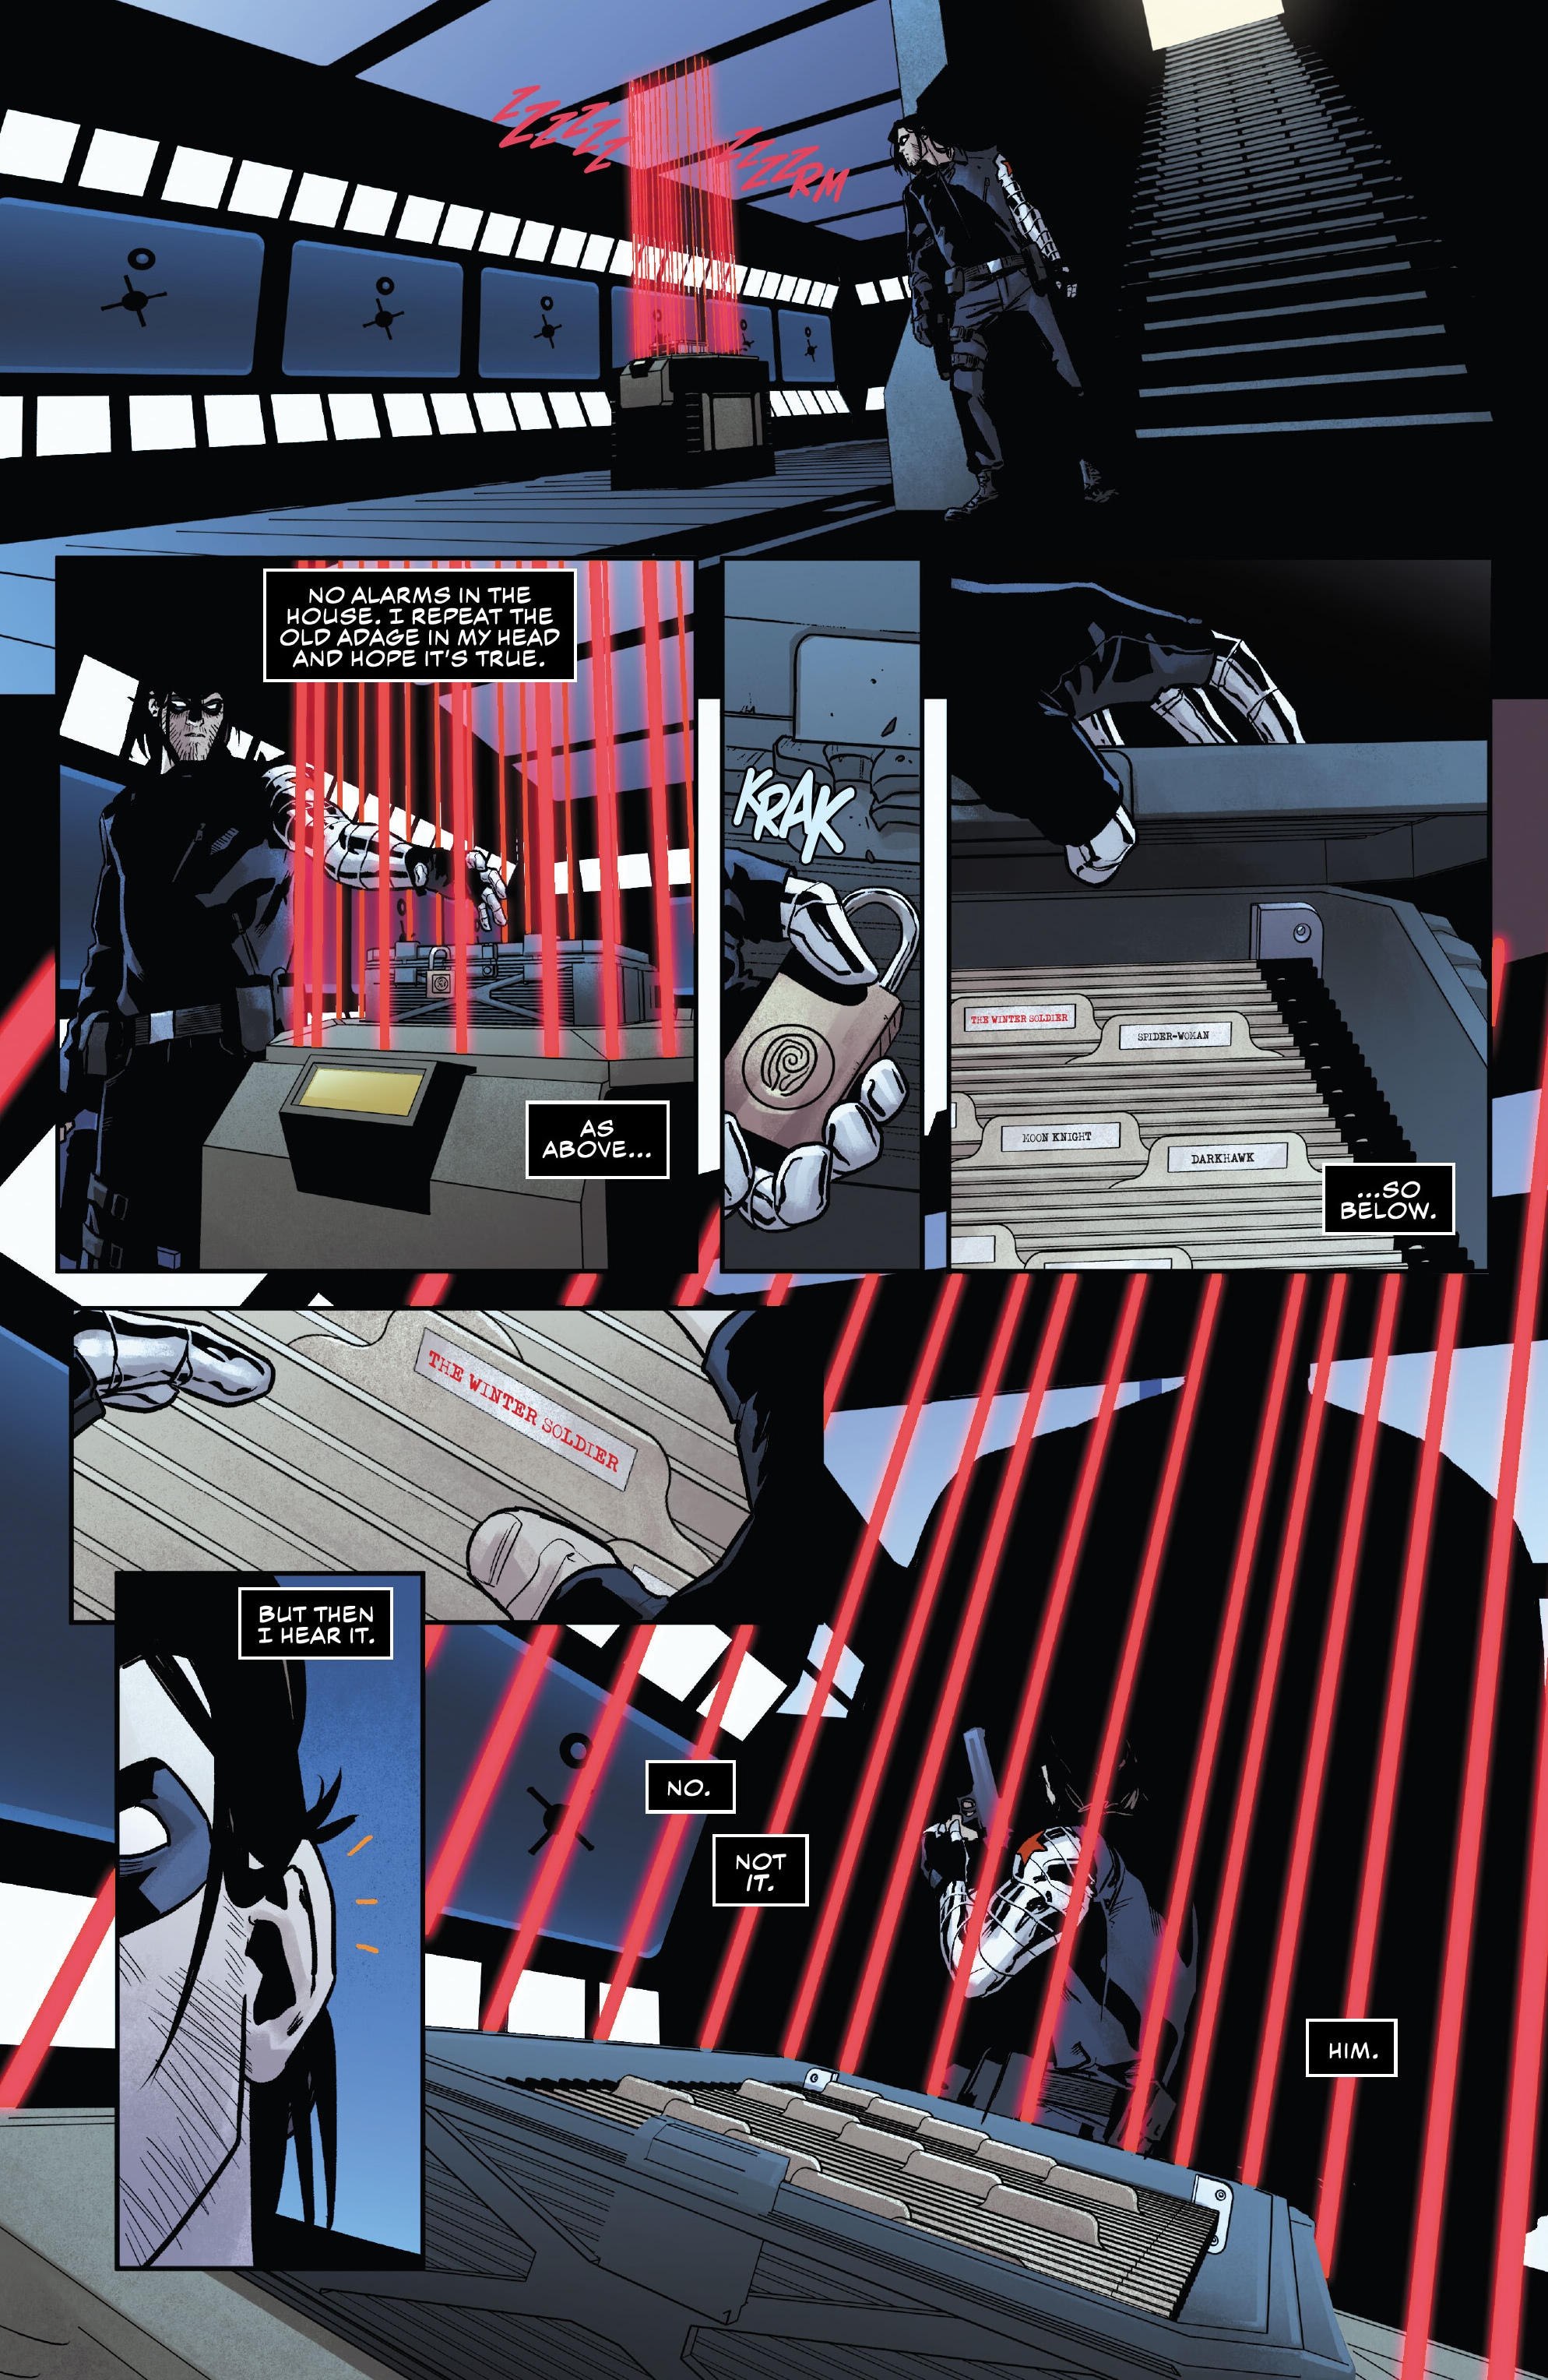 ZZZZZZ
ZZZZRM
NO ALARMS IN THE
HOUSE. I REPEAT THE
OLD ADAGE IN MY HEAD
AND HOPE IT'S TRUE.
AS
ABOVE...
KRAK
THE WINTER SOLDIER
SPIDER-WOMAN
MOON KNIGHT
DARKHAWK
...SO
BELOW.
THE WINTER SOLDIER
BUT THEN
I HEAR IT.
NO.
NOT
IT.
HIM.